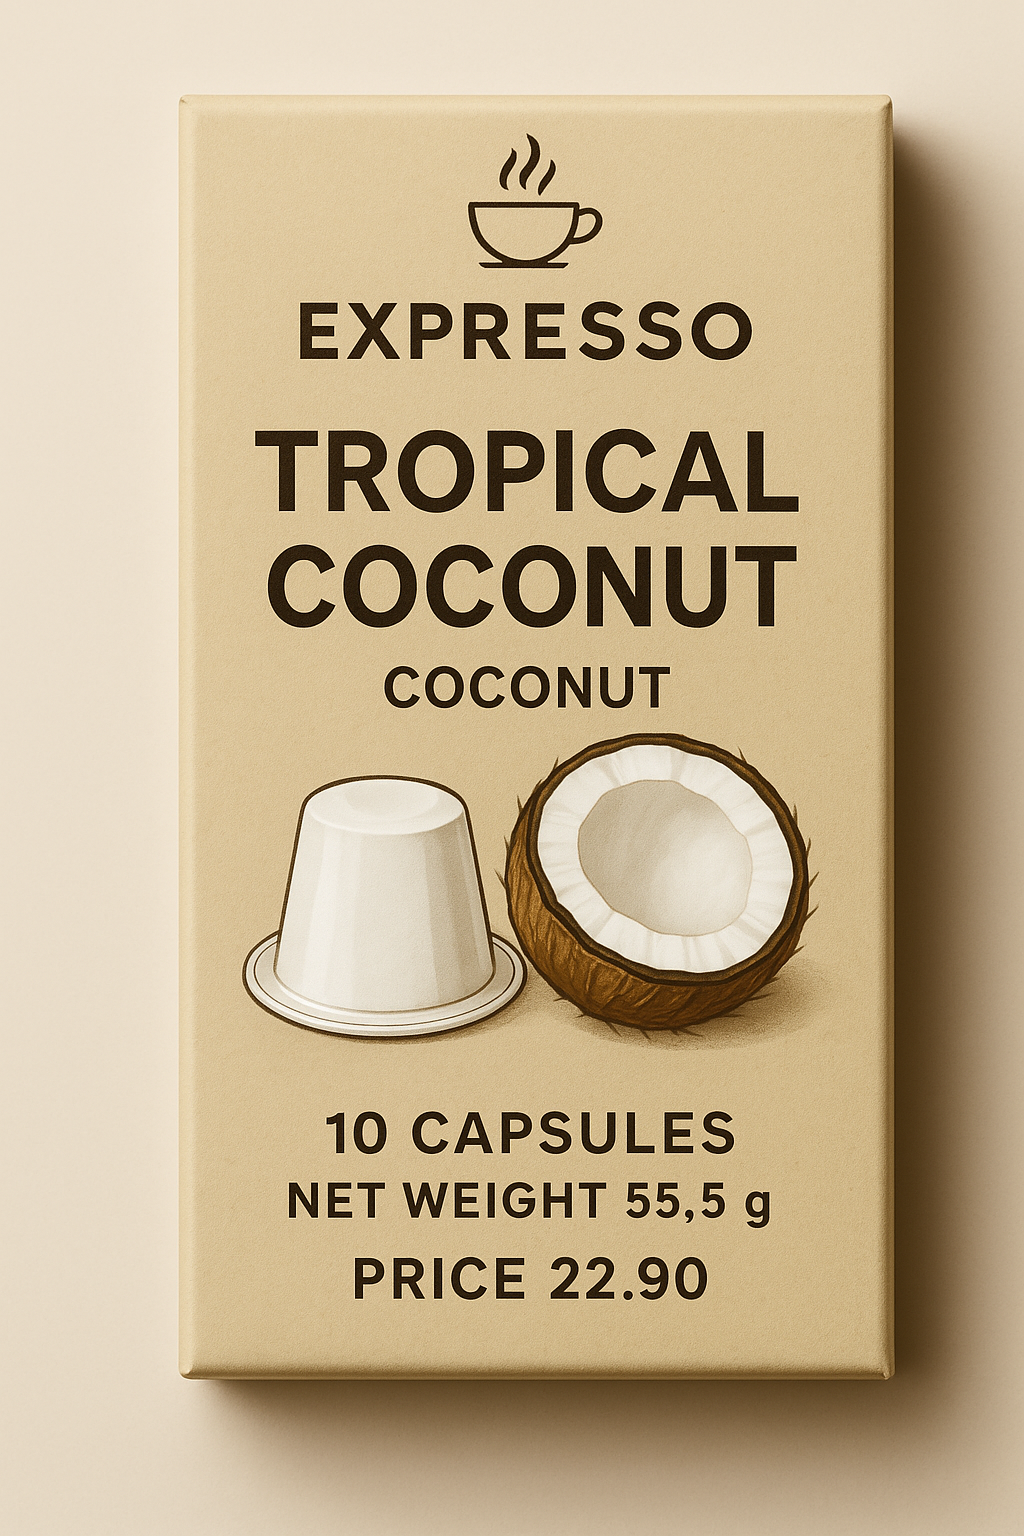 EXPRESSO
TROPICAL
COCONUT
COCONUT
10 CAPSULES
NET WEIGHT 55,5 g
PRICE 22.90